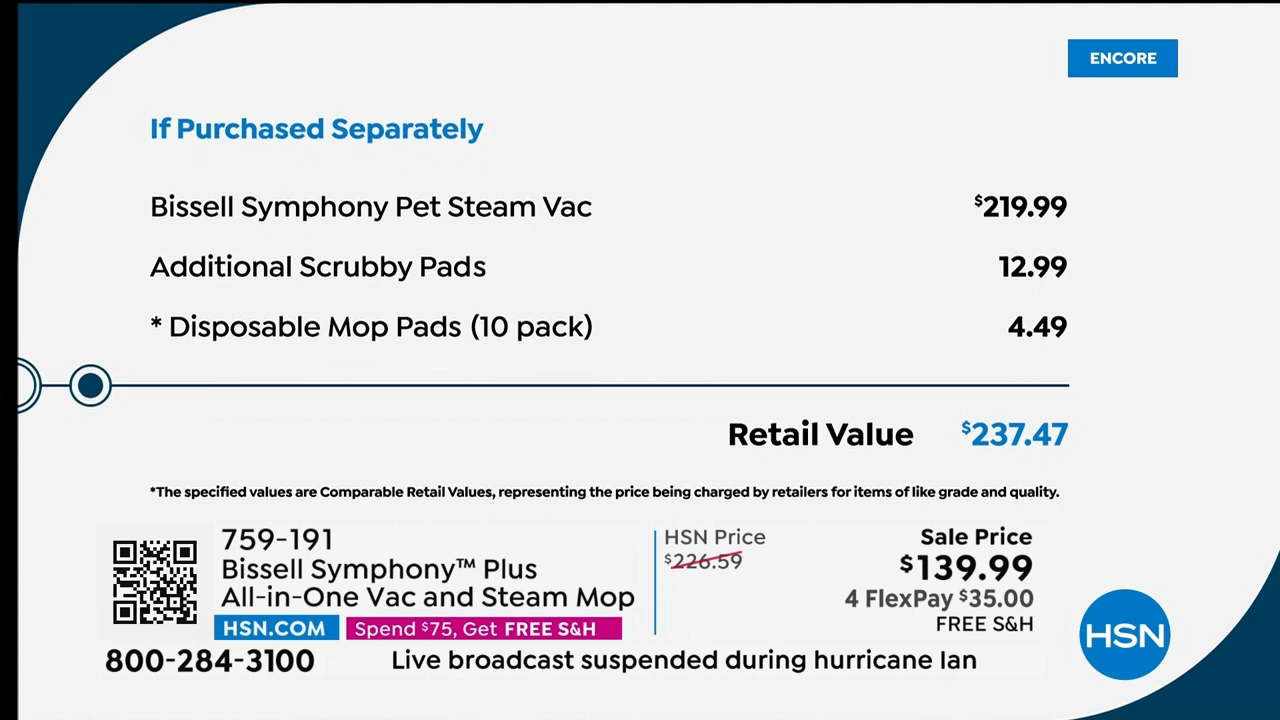 ENCORE
If Purchased Separately
Bissell Symphony Pet Steam Vac $219.99
Additional Scrubby Pads 12.99
* Disposable Mop Pads (10 pack) 4.49
Retail Value $237.47
*The specified values are Comparable Retail Values, representing the price being charged by retailers for items of like grade and quality.
759-191
Bissell Symphony™ Plus
All-in-One Vac and Steam Mop
HSN.COM Spend $75, Get FREE S&H
HSN Price
$226.59
Sale Price
$139.99
4 FlexPay $35.00
FREE S&H
HSN
800-284-3100 Live broadcast suspended during hurricane Ian